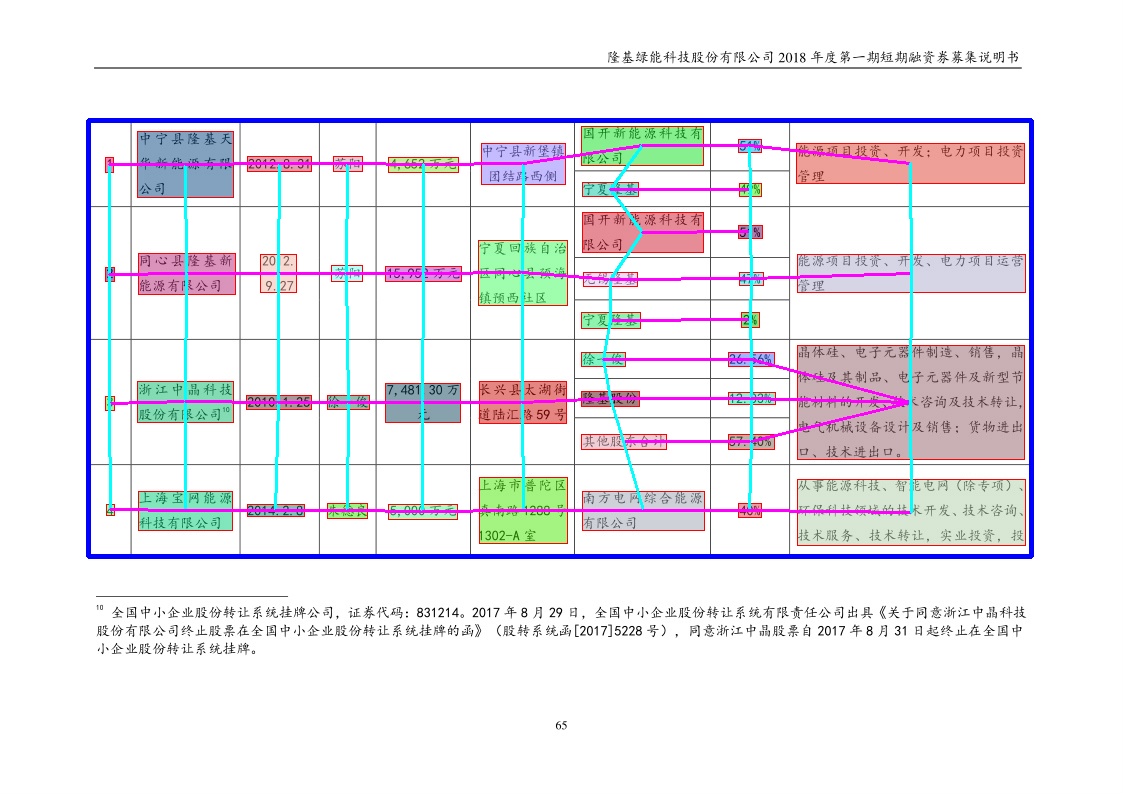 隆基绿能科技股份有限公司 2018 年度第一期短期融资券募集说明书
1
中宁县隆基天
华新能源有限
公司
2012.8.31
苏阳
4,652 万元
中宁县新堡镇
团结路西侧
国开新能源科技有
限公司
51%
宁夏隆基
49%
能源项目投资、开发；电力项目投资
管理
2
同心县隆基新
能源有限公司
2012.
9.27
苏阳
15,952 万元
宁夏回族自治
区同心县预海
镇预西社区
国开新能源科技有
限公司
51%
无锡隆基
47%
宁夏隆基
2%
能源项目投资、开发、电力项目运营
管理
3
浙江中晶科技
股份有限公司10
2010.1.25
徐一俊
7,481.30 万
元
长兴县太湖街
道陆汇路 59 号
徐一俊
26.56%
隆基股份
12.03%
其他股东合计
晶体硅、电子元器件制造、销售，晶
体硅及其制品、电子元器件及新型节
能材料的开发、技术咨询及技术转让，
电气机械设备设计及销售；货物进出
口、技术进出口。
4
上海宝网能源
科技有限公司
2014.2.8
朱德良
5,000 万元
上海市普陀区
真南路 1288 号
1302-A 室
南方电网综合能源
有限公司
40%
从事能源科技、智能电网（除专项）、
环保科技领域的技术开发、技术咨询、
技术服务、技术转让，实业投资，投
10 全国中小企业股份转让系统挂牌公司，证券代码：831214。2017 年 8 月 29 日，全国中小企业股份转让系统有限责任公司出具《关于同意浙江中晶科技
股份有限公司终止股票在全国中小企业股份转让系统挂牌的函》（股转系统函[2017]5228 号），同意浙江中晶股票自 2017 年 8 月 31 日起终止在全国中
小企业股份转让系统挂牌。
65